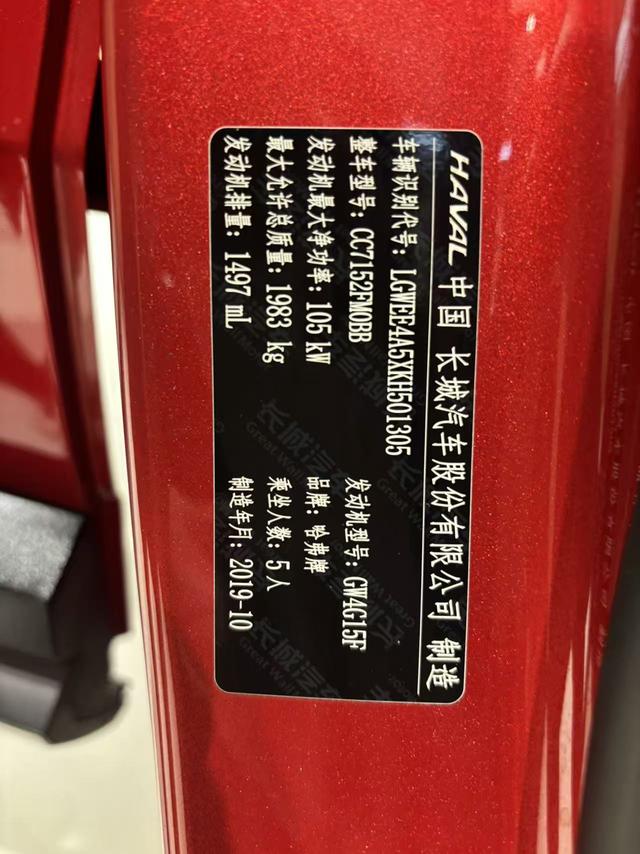 HAVAL 中国 长城汽车股份有限公司 制造
车辆识别代号: LGWEE4A5XKH501305
整车型号: CC7152FM0BB 发动机型号: GW4G15F
发动机最大净功率: 105 kW 品牌: 哈弗牌
最大允许总质量: 1983 kg 乘坐人数: 5 人
发动机排量: 1497 mL 制造年月: 2019-10